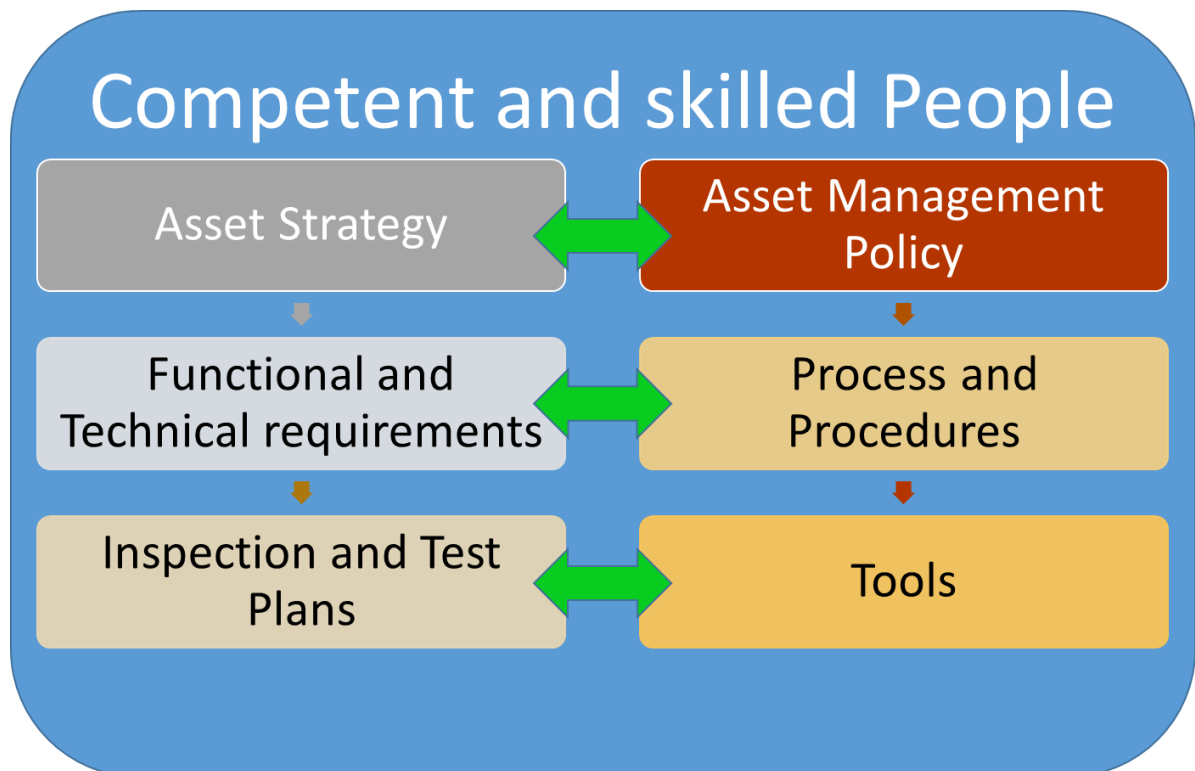 Competent and skilled People
Asset Strategy
Asset Management
Policy
Functional and
Technical requirements
Process and
Procedures
Inspection and Test
Plans
Tools